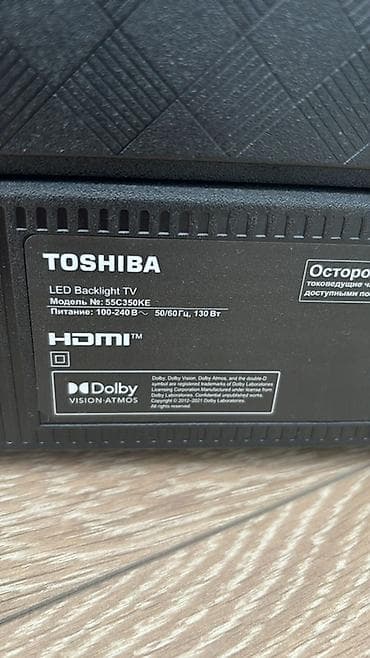 TOSHIBA
LED Backlight TV
Модель №: 55C350KE
Питание: 100-240 В~ 50/60 Гц, 130 Вт
HDMI™
Dolby
VISION·ATMOS
Dolby, Dolby Vision, Dolby Atmos, and the double-D
symbol are registered trademarks of Dolby Laboratories
Licensing Corporation Manufactured under license from
Dolby Laboratories. Confidential unpublished works.
Copyright © 2012–2021 Dolby Laboratories.
All rights reserved.
Осторо
токоведущие ч
доступными по